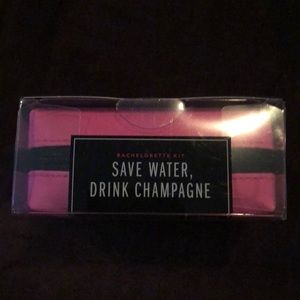 BACHELORETTE KIT
SAVE WATER,
DRINK CHAMPAGNE